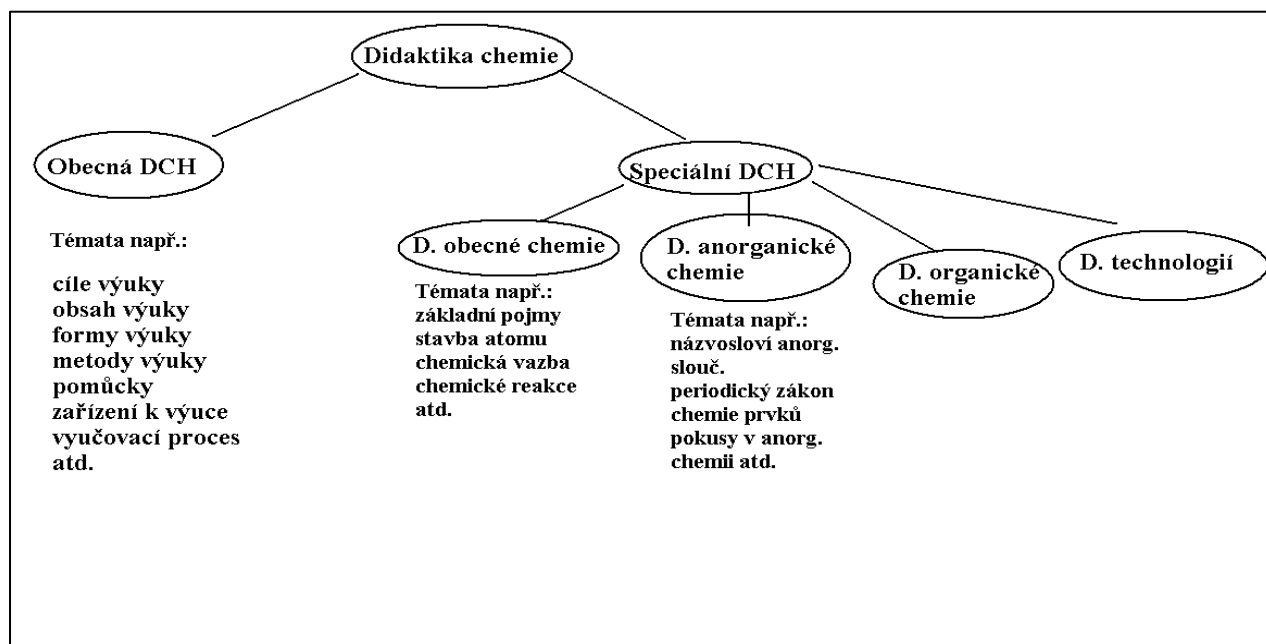 Didaktika chemie
Obecná DCH
Speciální DCH
Témata např.:
cíle výuky
obsah výuky
formy výuky
metody výuky
pomůcky
zařízení k výuce
vyučovací proces
atd.
D. obecné chemie
Témata např.:
základní pojmy
stavba atomu
chemická vazba
chemické reakce
atd.
D. anorganické
chemie
Témata např.:
názvosloví anorg.
slouč.
periodický zákon
chemie prvků
pokusy v anorg.
chemii atd.
D. organické
chemie
D. technologií